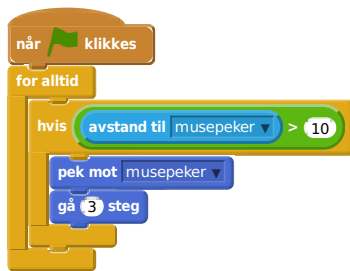 når klikkes
for alltid
hvis avstand til musepeker ▼ > 10
pek mot musepeker ▼
gå 3 steg